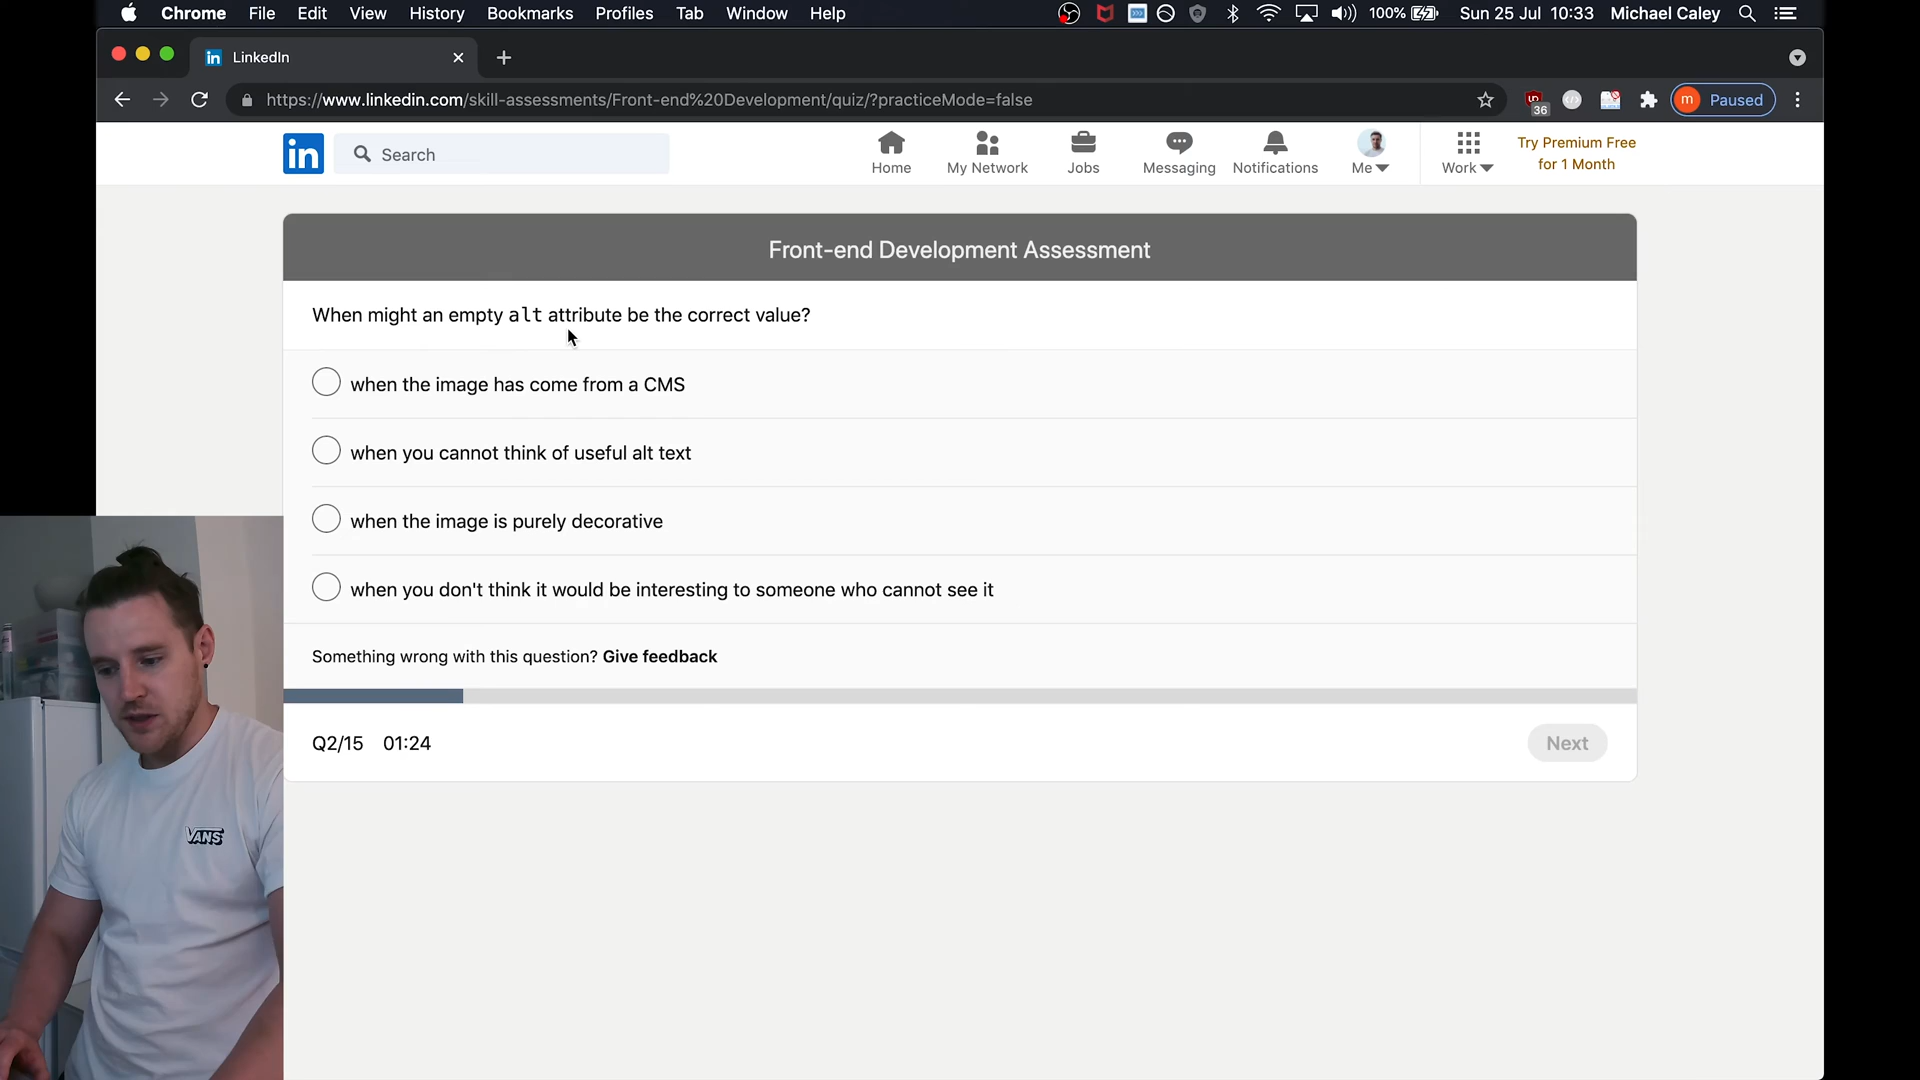 Chrome File Edit View History Bookmarks Profiles Tab Window Help 100% Sun 25 Jul 10:33 Michael Caley
LinkedIn
https://www.linkedin.com/skill-assessments/Front-end%20Development/quiz/?practiceMode=false 36 m Paused
in Search Home My Network Jobs Messaging Notifications Me Work Try Premium Free
for 1 Month
Front-end Development Assessment
When might an empty alt attribute be the correct value?
when the image has come from a CMS
when you cannot think of useful alt text
when the image is purely decorative
when you don't think it would be interesting to someone who cannot see it
Something wrong with this question? Give feedback
Q2/15 01:24 Next
VANS